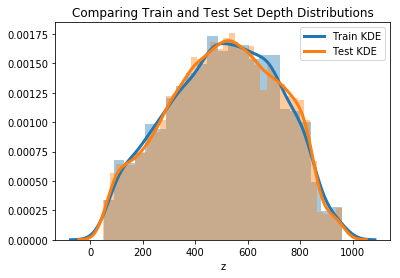 Comparing Train and Test Set Depth Distributions
Train KDE
Test KDE
0.00175
0.00150
0.00125
0.00100
0.00075
0.00050
0.00025
0.00000
0 200 400 600 800 1000
z